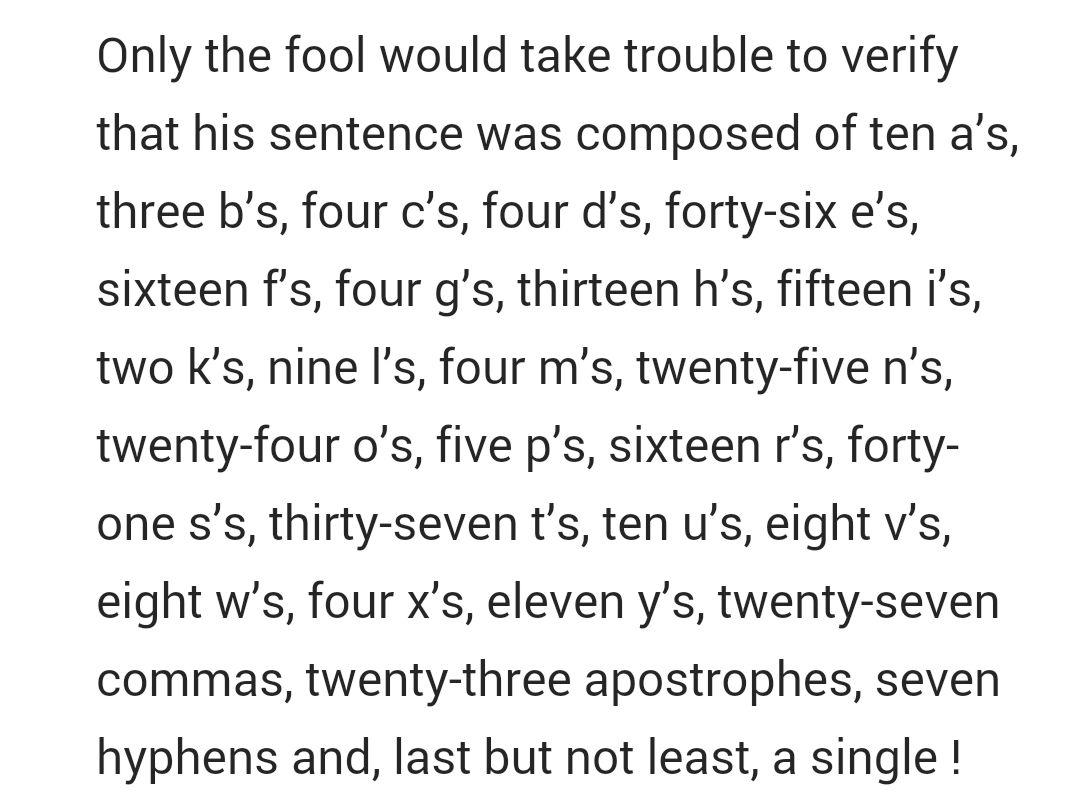 Only the fool would take trouble to verify
that his sentence was composed of ten a’s,
three b’s, four c’s, four d’s, forty-six e’s,
sixteen f’s, four g’s, thirteen h’s, fifteen i’s,
two k’s, nine l’s, four m’s, twenty-five n’s,
twenty-four o’s, five p’s, sixteen r’s, forty-
one s’s, thirty-seven t’s, ten u’s, eight v’s,
eight w’s, four x’s, eleven y’s, twenty-seven
commas, twenty-three apostrophes, seven
hyphens and, last but not least, a single !